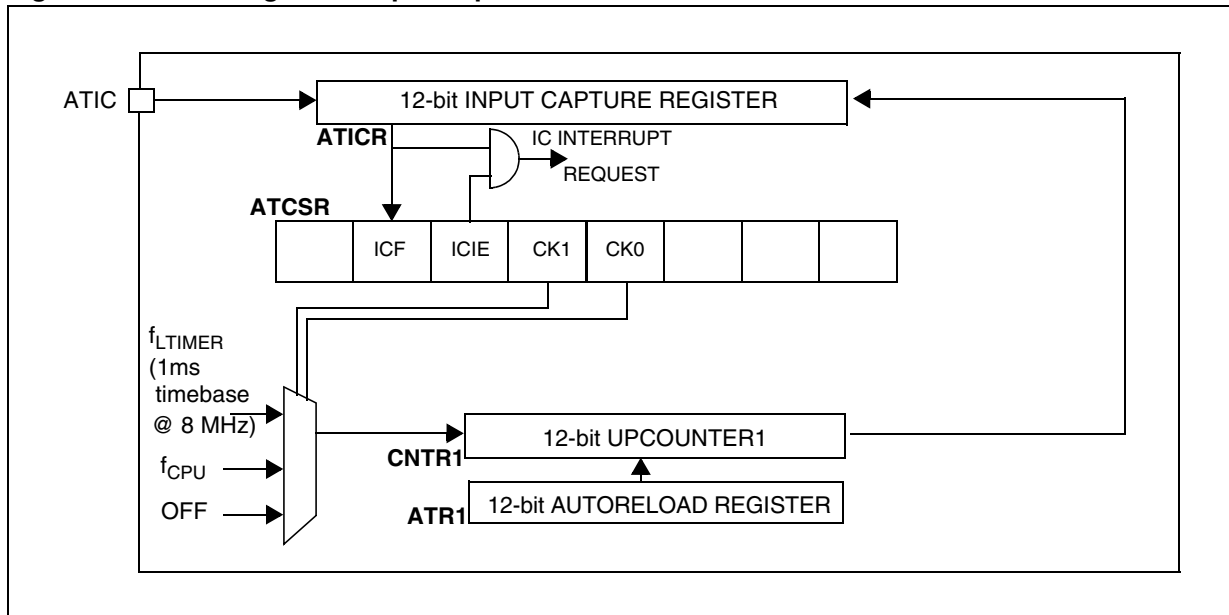 ATIC
12-bit INPUT CAPTURE REGISTER
ATICR
IC INTERRUPT
REQUEST
ATCSR
ICF
ICIE
CK1
CK0
fLTIMER
(1ms
timebase
@ 8 MHz)
fCPU
OFF
12-bit UPCOUNTER1
CNTR1
12-bit AUTORELOAD REGISTER
ATR1